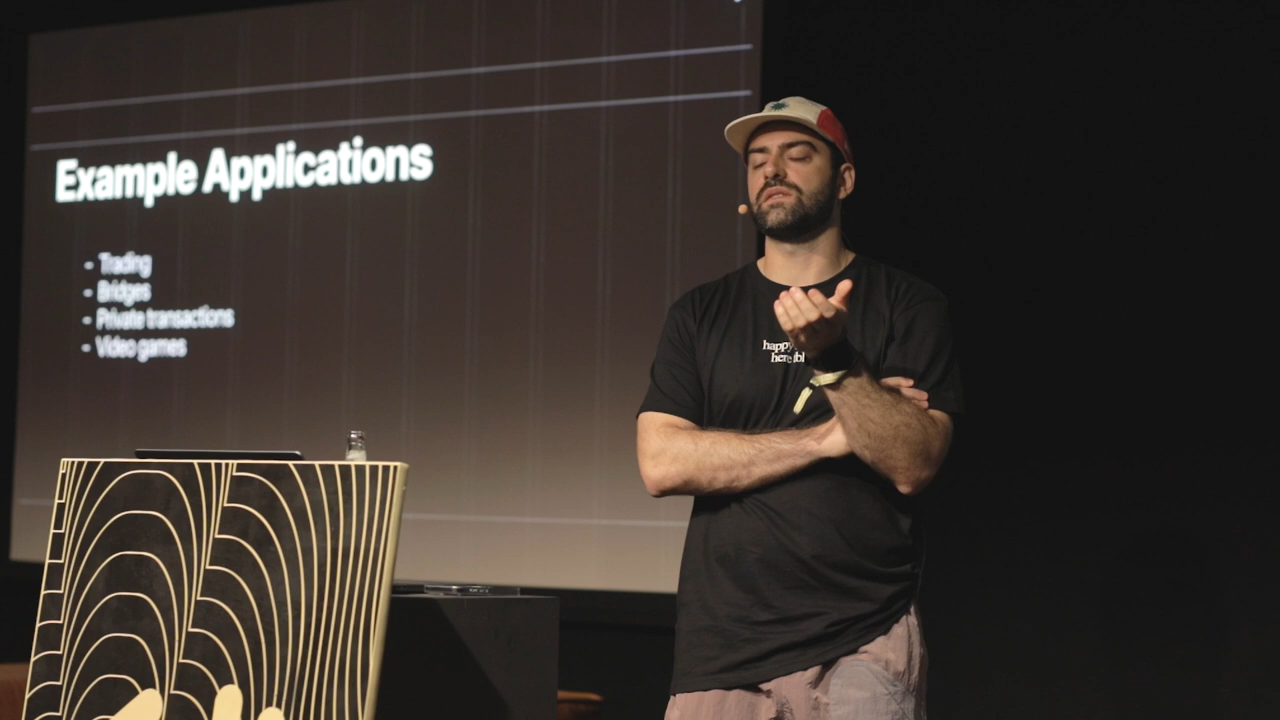 Example Applications
- Trading
- Bridges
- Private transactions
- Video games
happy